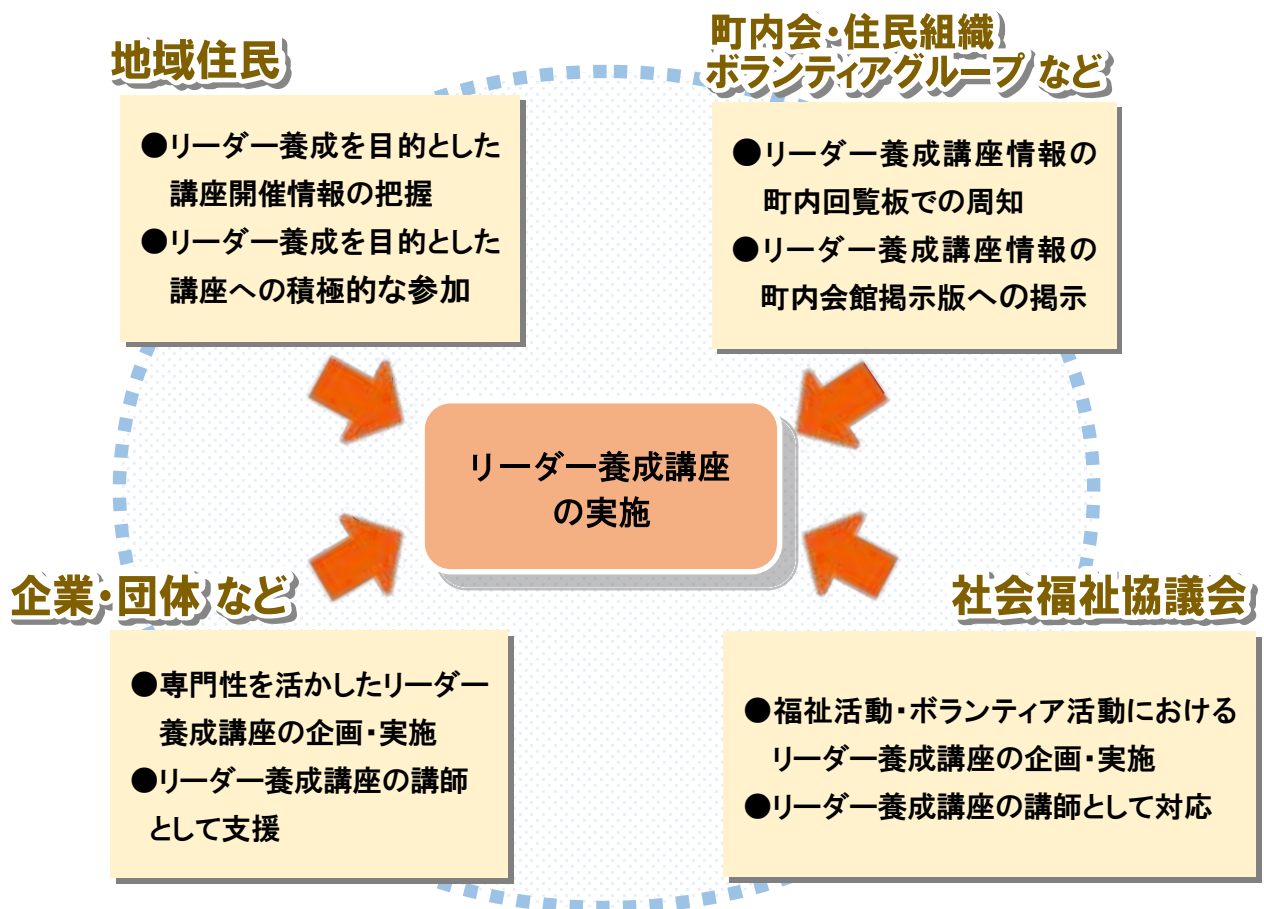 地域住民
●リーダー養成を目的とした
講座開催情報の把握
●リーダー養成を目的とした
講座への積極的な参加
町内会・住民組織
ボランティアグループ など
●リーダー養成講座情報の
町内回覧板での周知
●リーダー養成講座情報の
町内会館掲示版への掲示
リーダー養成講座
の実施
企業・団体 など
●専門性を活かしたリーダー
養成講座の企画・実施
●リーダー養成講座の講師
として支援
社会福祉協議会
●福祉活動・ボランティア活動における
リーダー養成講座の企画・実施
●リーダー養成講座の講師として対応